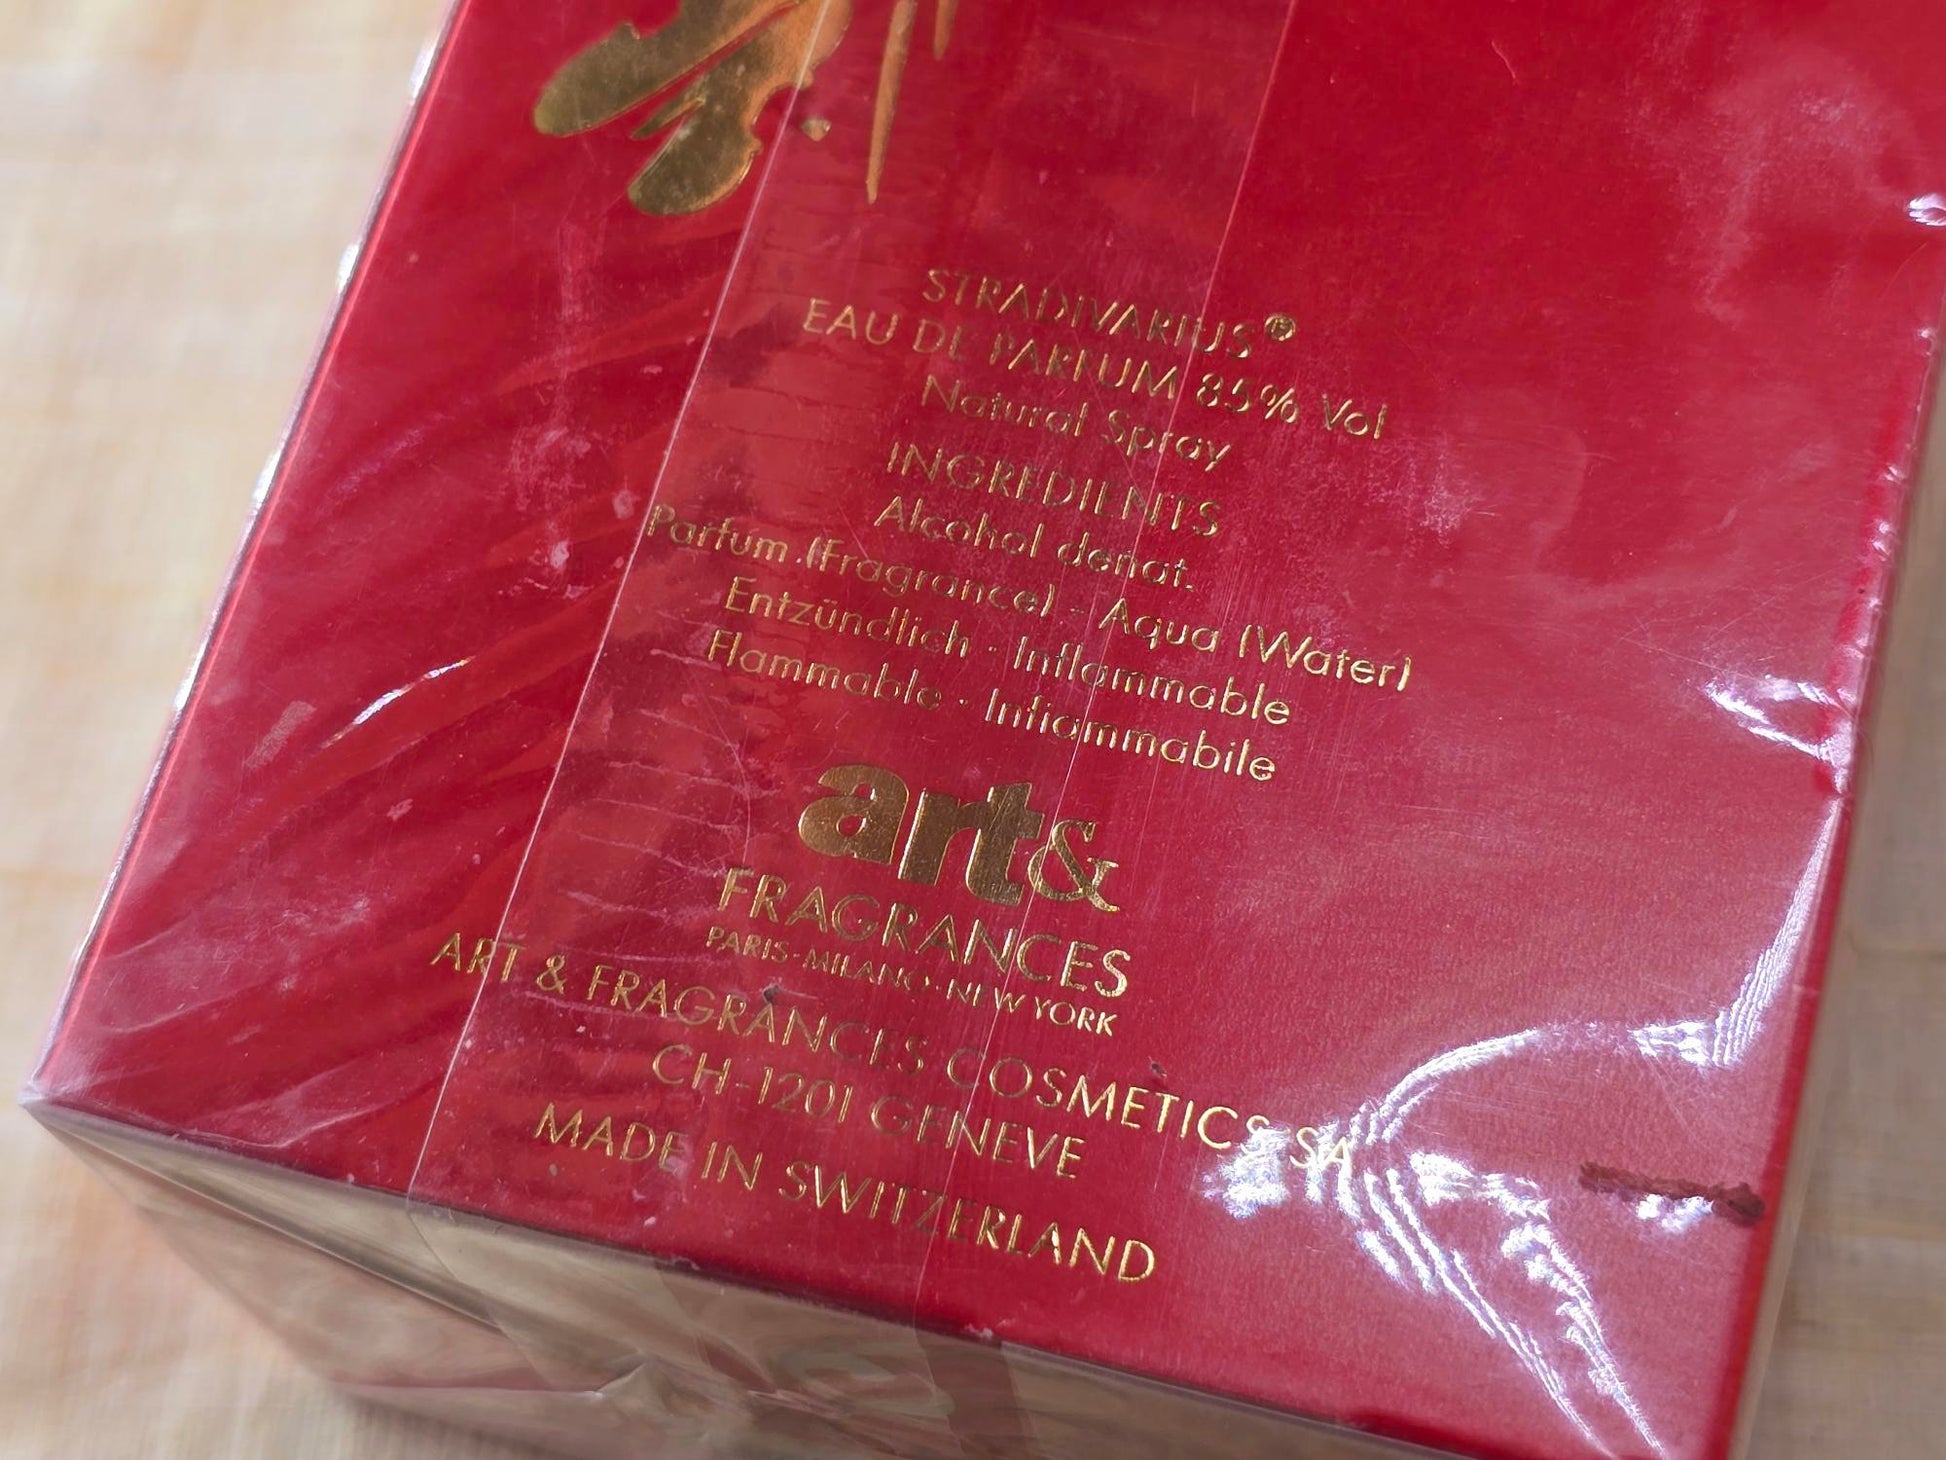 STRADIVARIUS®
EAU DE PARFUM 85% Vol
Natural Spray
INGREDIENTS
Alcohol denat.
Parfum (Fragrance) - Aqua (Water)
Entzündlich · Inflammable
Flammable · Infiammabile
art&
FRAGRANCES
PARIS-MILANO-NEW YORK
ART & FRAGRANCES COSMETICS SA
CH-1201 GENEVE
MADE IN SWITZERLAND